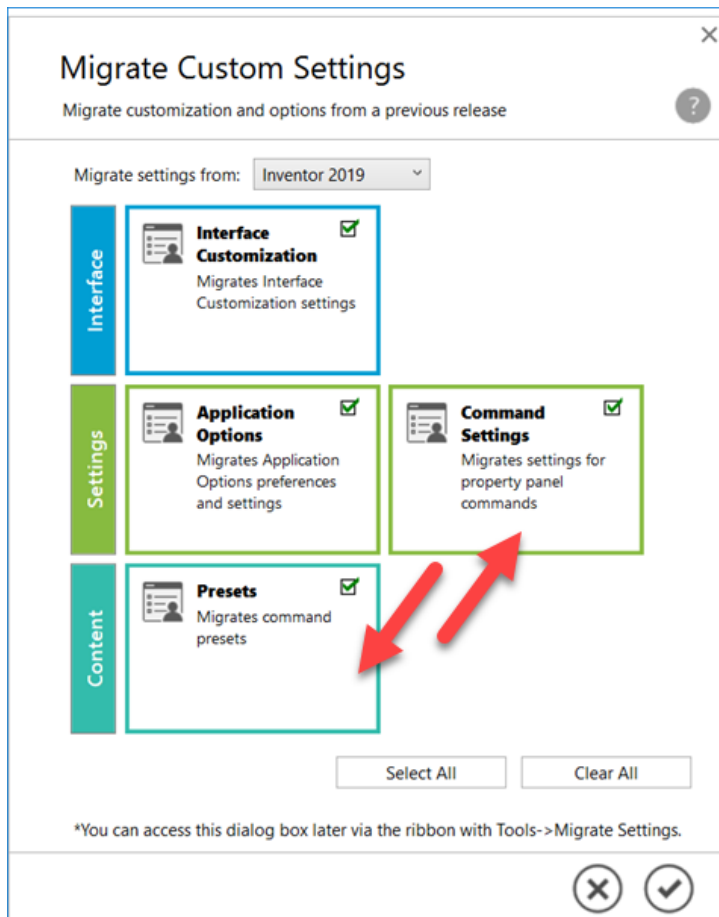 Migrate Custom Settings
Migrate customization and options from a previous release
?
Migrate settings from: Inventor 2019
Interface
Interface
Customization
Migrates Interface
Customization settings
Settings
Application
Options
Migrates Application
Options preferences
and settings
Command
Settings
Migrates settings for
property panel
commands
Content
Presets
Migrates command
presets
Select All
Clear All
*You can access this dialog box later via the ribbon with Tools->Migrate Settings.